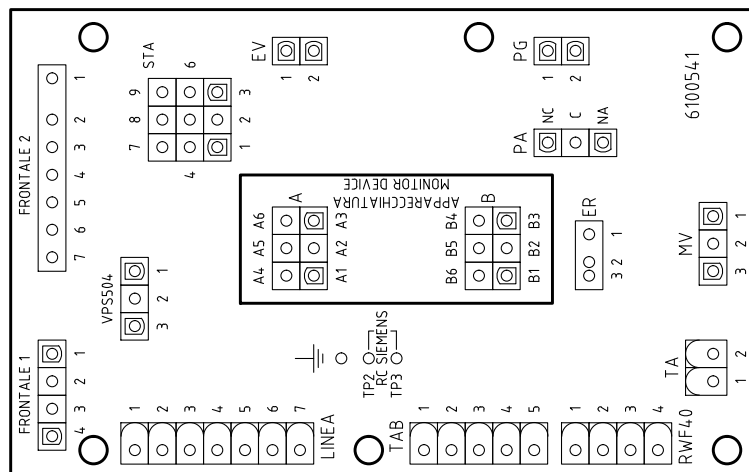 FRONTALE 2
1
2
3
4
5
6
7
STA
6
9
8
7
3
2
1
4
EV
1
2
PG
1
2
PA
NC
C
NA
6100541
APPARECCHIATURA
MONITOR DEVICE
A
A6
A5
A4
A3
A2
A1
B
B4
B5
B6
B3
B2
B1
ER
1
2
3
MV
1
2
3
VPS504
1
2
3
FRONTALE 1
1
2
3
4
TP2
RC SIEMENS
TP3
TA
1
2
LINEA
1
2
3
4
5
6
7
TAB
1
2
3
4
5
RWF40
1
2
3
4